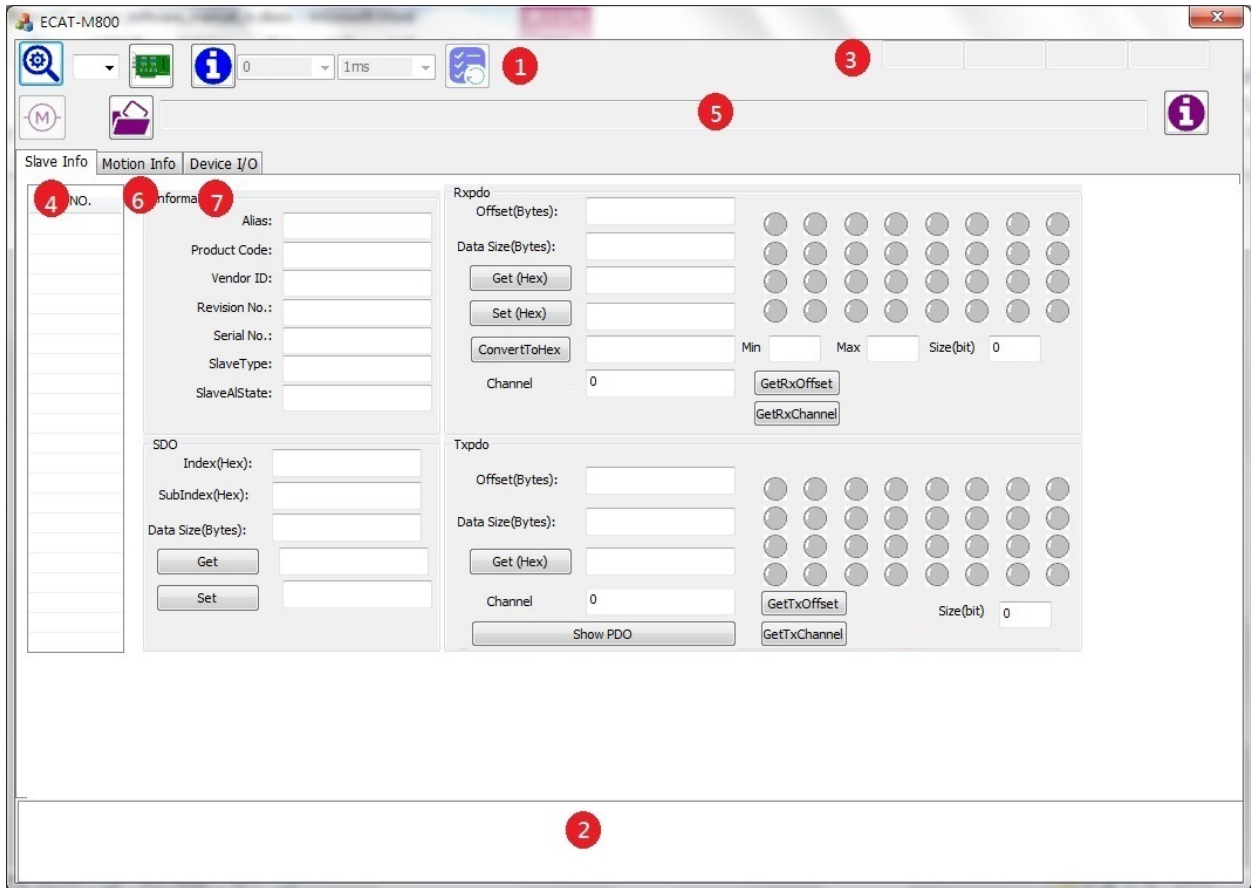 ECAT-M800
0 1ms 1 3
M 5
Slave Info Motion Info Device I/O
4 NO. 6 7 Rxpdo
Alias: Offset(Bytes):
Product Code: Data Size(Bytes):
Vendor ID: Get (Hex)
Revision No.: Set (Hex)
Serial No.: ConvertToHex Min Max Size(bit) 0
SlaveType: Channel 0 GetRxOffset
SlaveAlState: GetRxChannel
SDO Txpdo
Index(Hex): Offset(Bytes):
SubIndex(Hex):
Data Size(Bytes): Data Size(Bytes):
Get Get (Hex)
Set Channel 0 GetTxOffset Size(bit) 0
Show PDO GetTxChannel
2